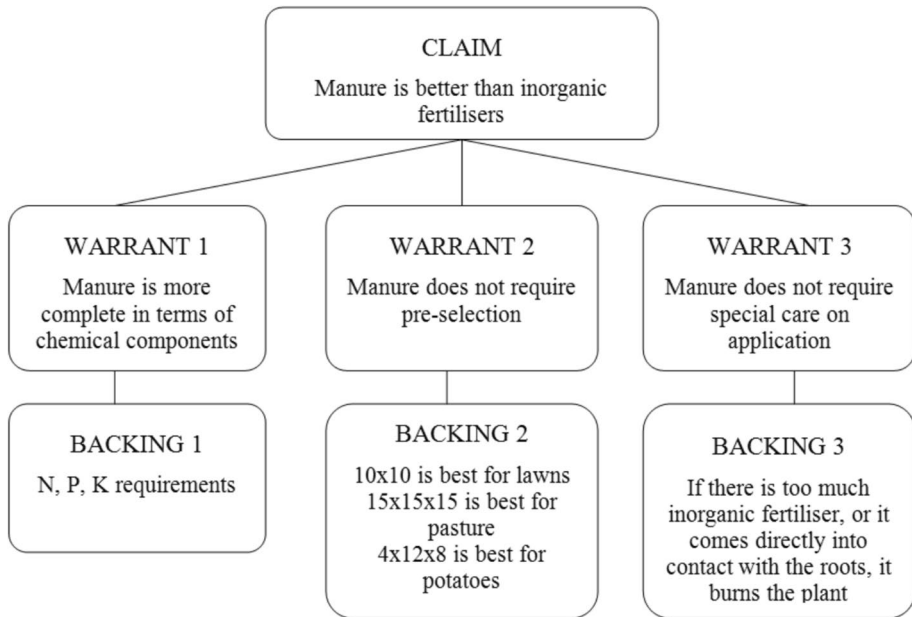 CLAIM
Manure is better than inorganic
fertilisers
WARRANT 1
Manure is more
complete in terms of
chemical components
WARRANT 2
Manure does not require
pre-selection
WARRANT 3
Manure does not require
special care on
application
BACKING 1
N, P, K requirements
BACKING 2
10x10 is best for lawns
15x15x15 is best for
pasture
4x12x8 is best for
potatoes
BACKING 3
If there is too much
inorganic fertiliser, or it
comes directly into
contact with the roots, it
burns the plant